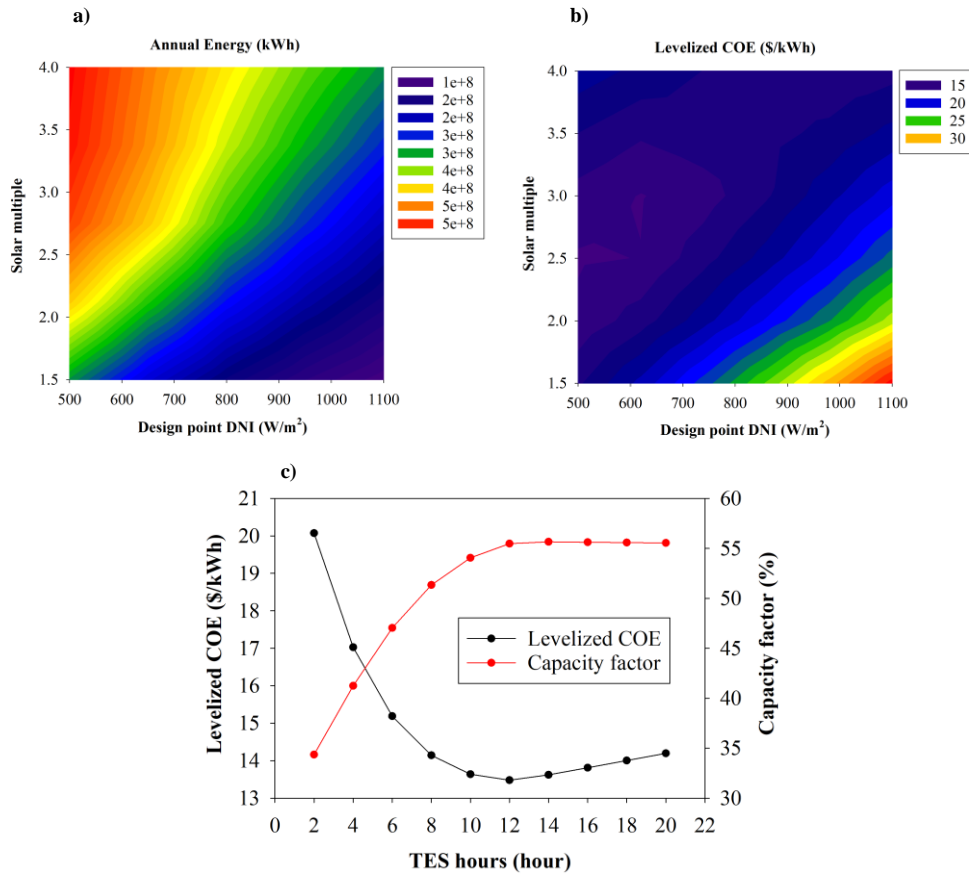 a)
Annual Energy (kWh)
4.0
3.5
3.0
2.5
2.0
1.5
Solar multiple
500 600 700 800 900 1000 1100
Design point DNI (W/m²)
1e+8
2e+8
2e+8
3e+8
3e+8
4e+8
4e+8
5e+8
5e+8
b)
Levelized COE ($/kWh)
4.0
3.5
3.0
2.5
2.0
1.5
Solar multiple
500 600 700 800 900 1000 1100
Design point DNI (W/m²)
15
20
25
30
c)
21
20
19
18
17
16
15
14
13
Levelized COE ($/kWh)
60
55
50
45
40
35
30
Capacity factor (%)
Levelized COE
Capacity factor
0 2 4 6 8 10 12 14 16 18 20 22
TES hours (hour)